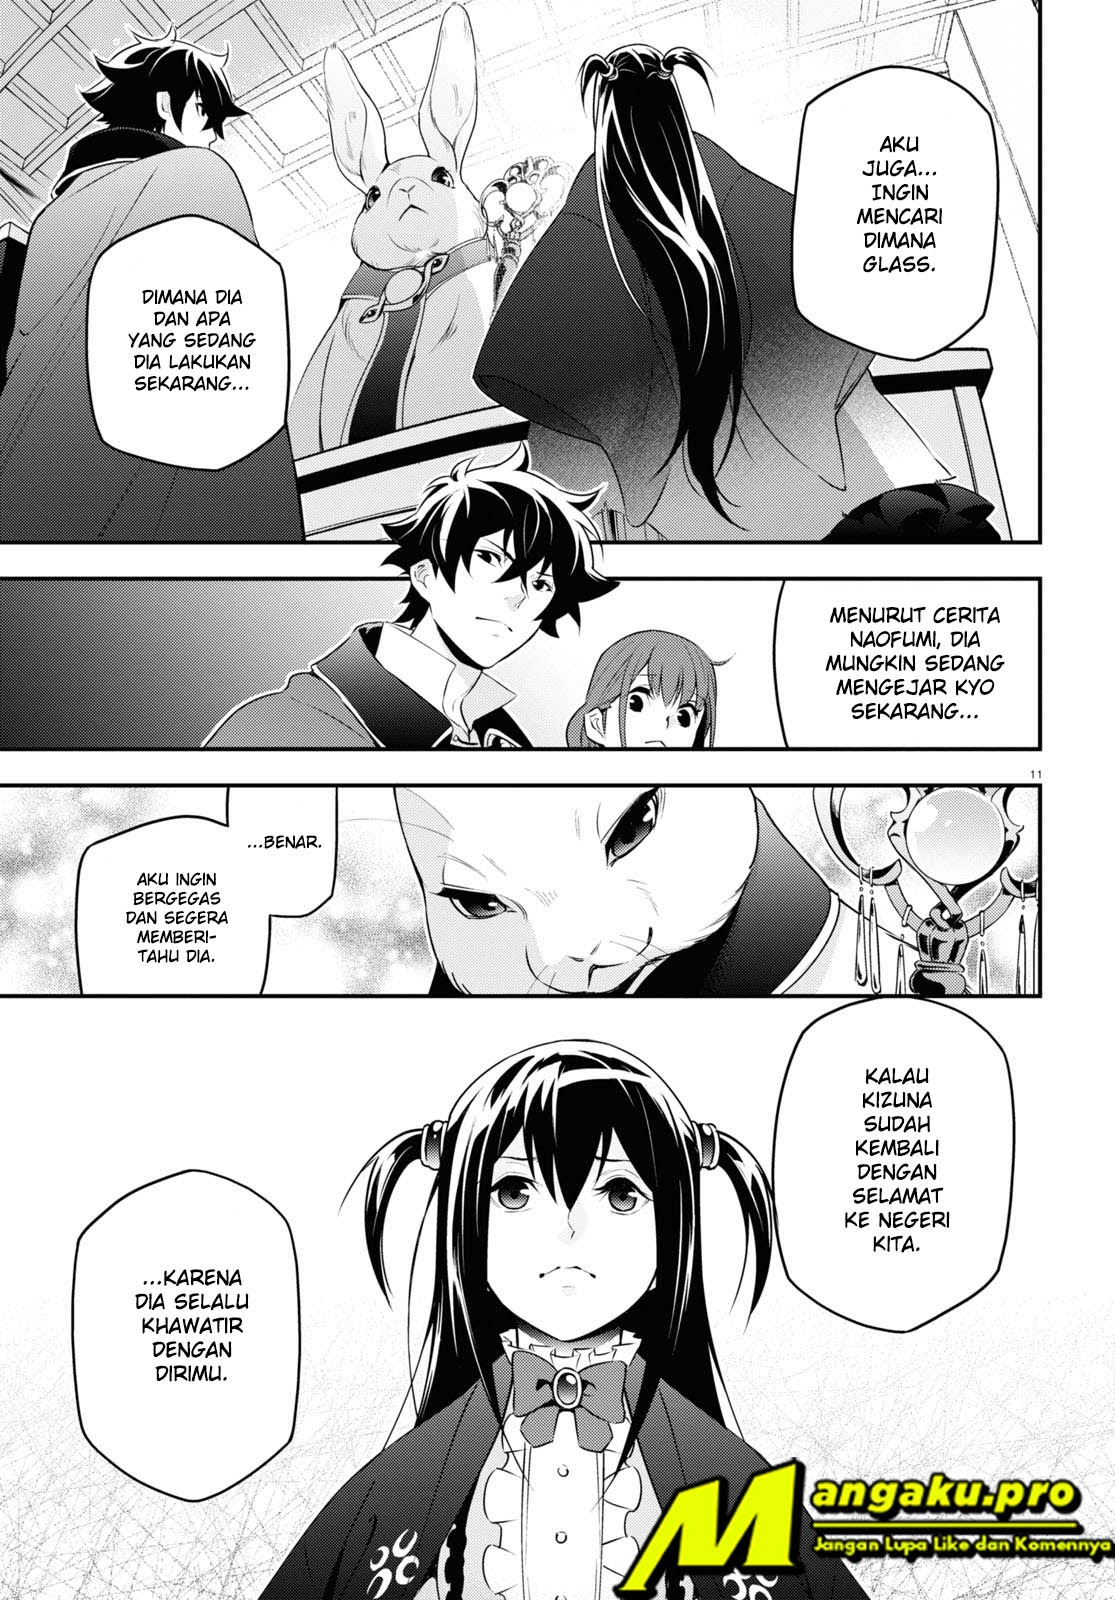 AKU
JUGA...
INGIN
MENCARI
DIMANA
GLASS.
DIMANA DIA
DAN APA
YANG SEDANG
DIA LAKUKAN
SEKARANG...
MENURUT CERITA
NAOFUMI, DIA
MUNGKIN SEDANG
MENGEJAR KYO
SEKARANG...
11
...BENAR.
AKU INGIN
BERGEGAS
DAN SEGERA
MEMBERI-
TAHU DIA.
KALAU
KIZUNA
SUDAH
KEMBALI
DENGAN
SELAMAT
KE NEGERI
KITA.
...KARENA
DIA SELALU
KHAWATIR
DENGAN
DIRIMU.
Mangaku.pro
Jangan Lupa Like dan Komennya